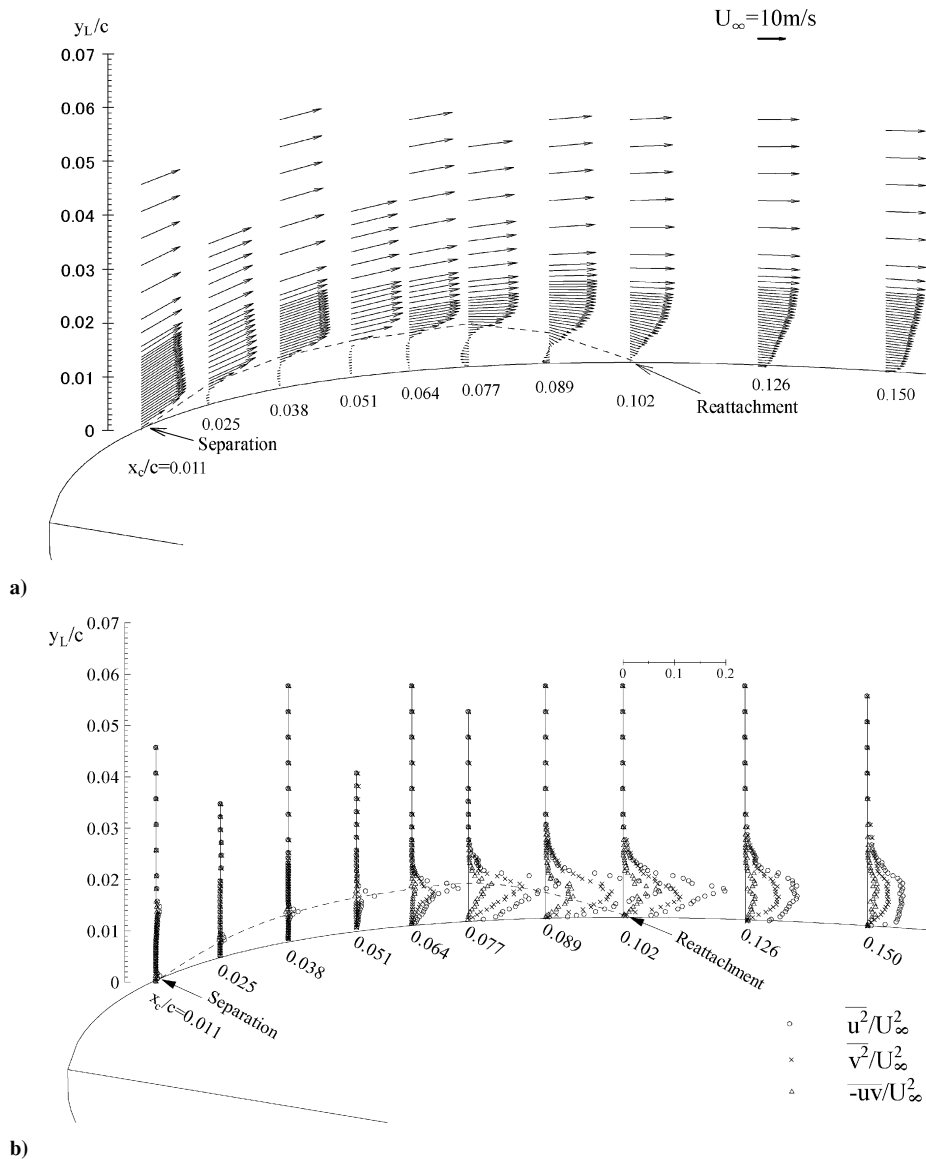 y_L/c
U_∞=10m/s
0.07
0.06
0.05
0.04
0.03
0.02
0.01
0
0.025
0.038
0.051
0.064
0.077
0.089
0.102
0.126
0.150
Separation
Reattachment
x_c/c=0.011
a)
y_L/c
0.07
0.06
0.05
0.04
0.03
0.02
0.01
0
0 0.1 0.2
0.025
0.038
0.051
0.064
0.077
0.089
0.102
0.126
0.150
Separation
Reattachment
x_c/c=0.011
u²/U²_∞
v²/U²_∞
-uv/U²_∞
b)